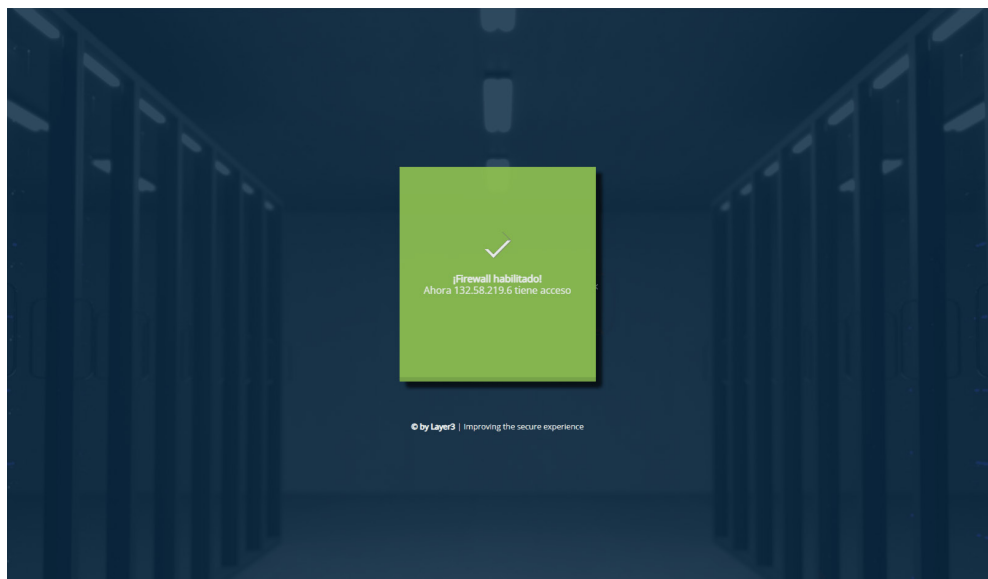 ¡Firewall habilitado!
Ahora 132.58.219.6 tiene acceso
© by Layer3 | Improving the secure experience